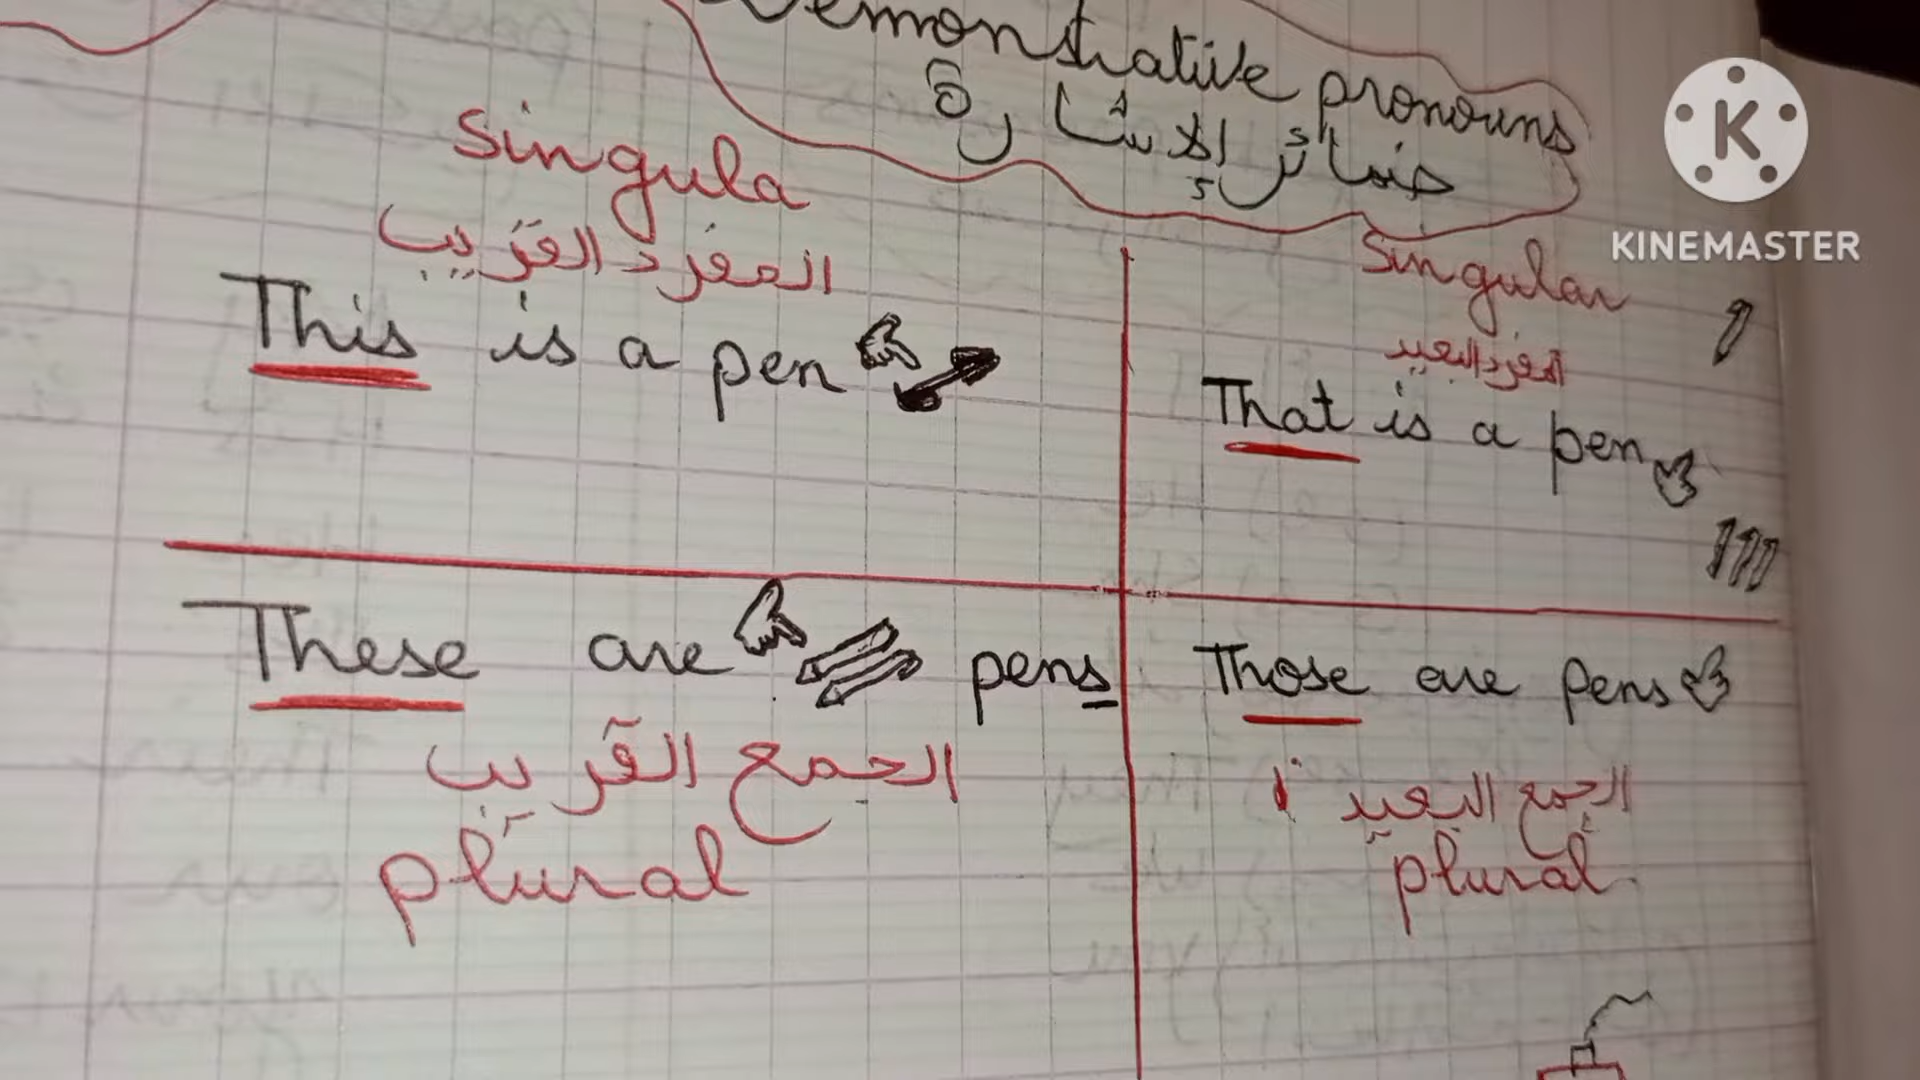 Demonstrative pronouns
ضمائر الإشارة
Singula
المفرد القريب
This is a pen
Singular
المفرد البعيد
That is a pen
These are pens
الجمع القريب
plural
Those are pens
الجمع البعيد
plural
K
KINEMASTER